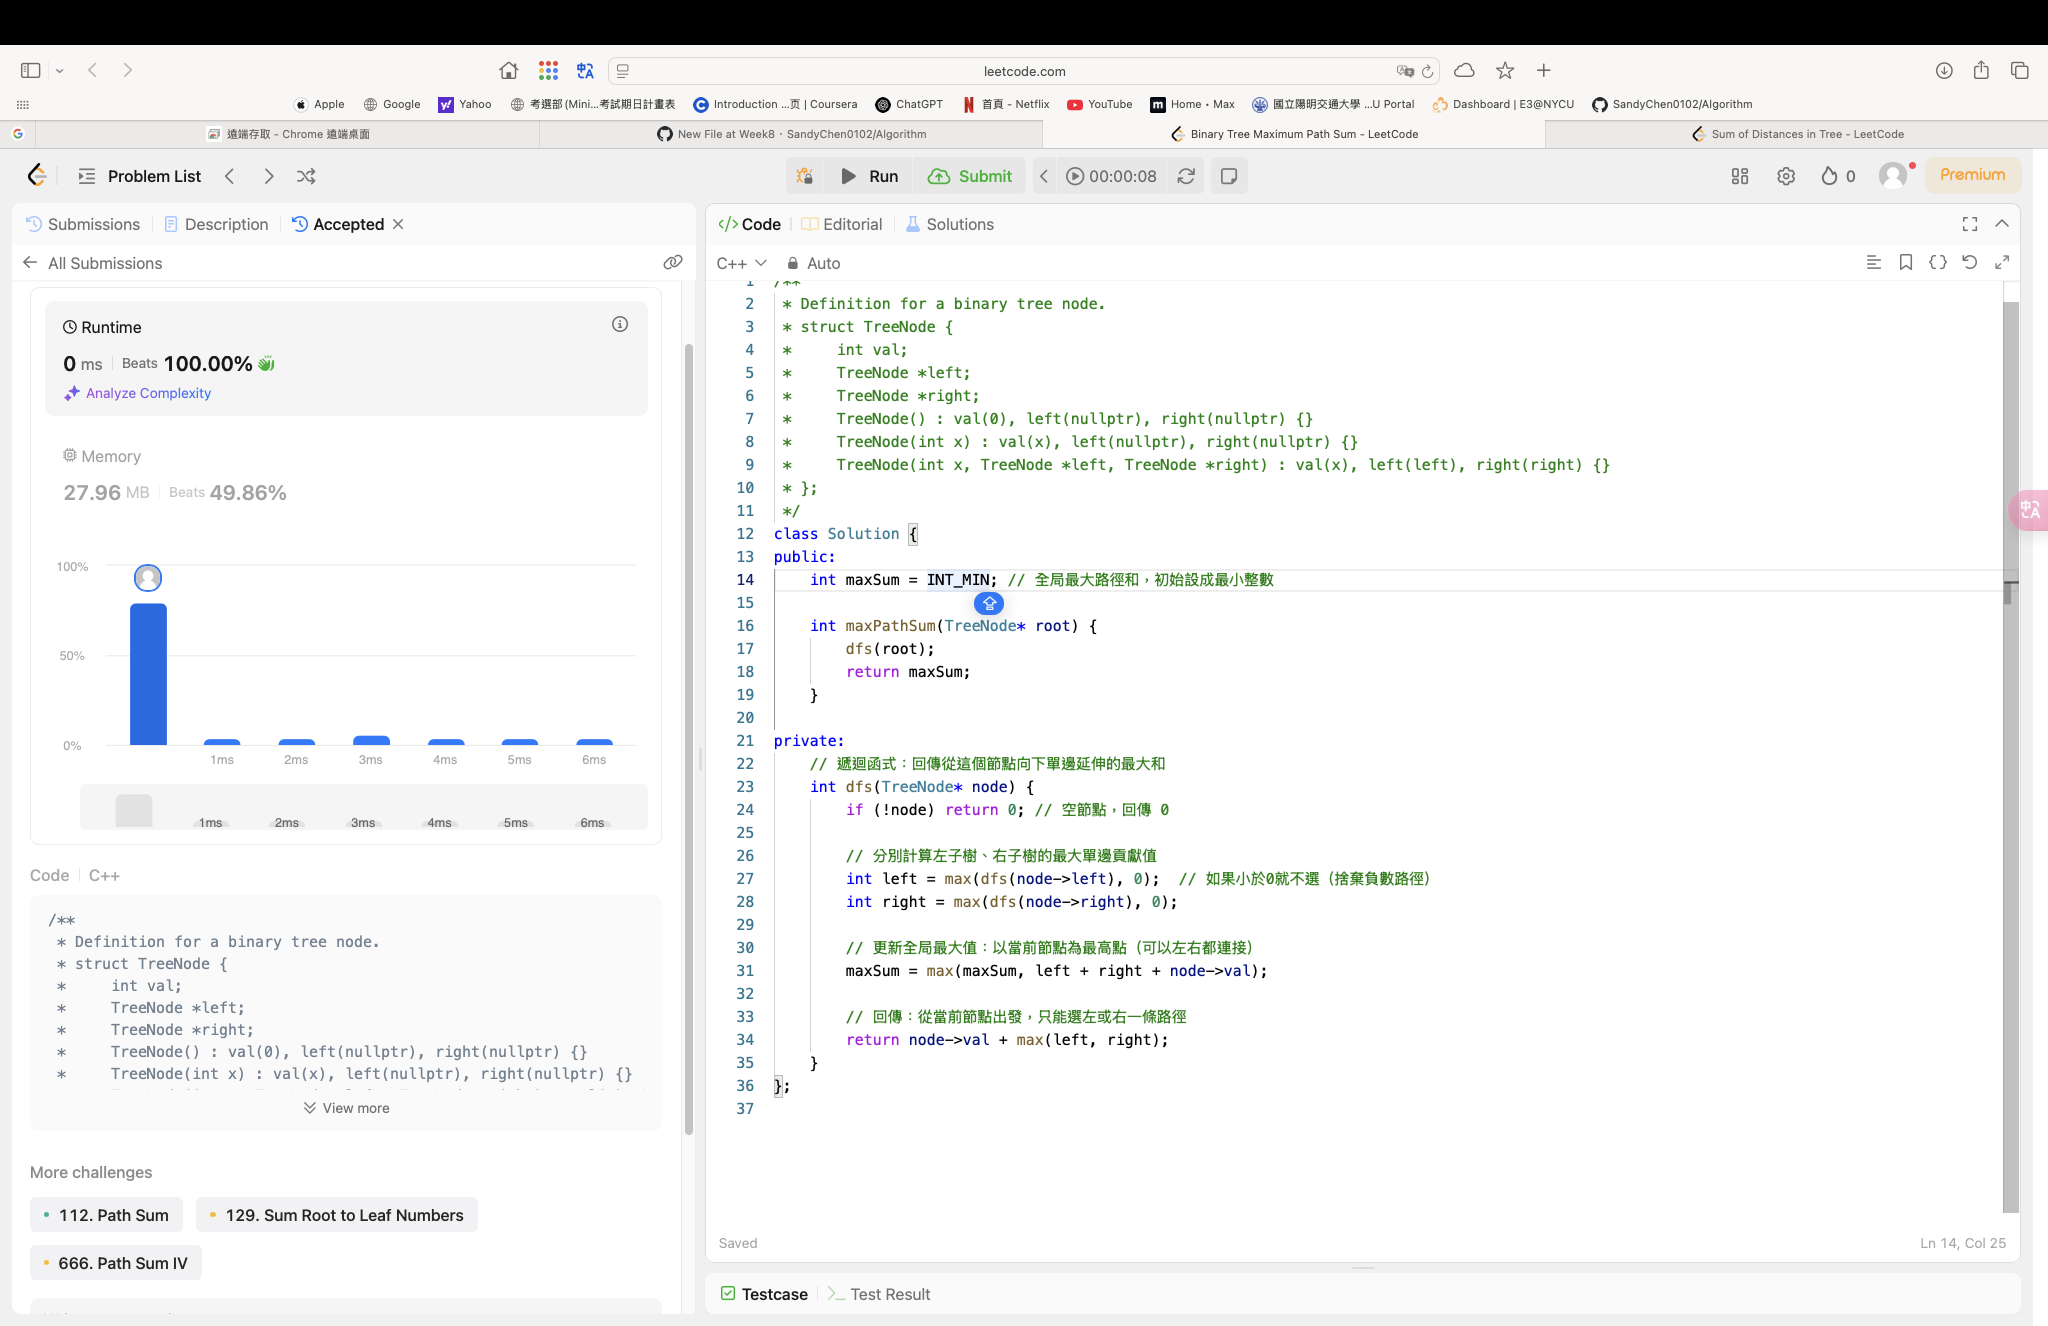 leetcode.com
Apple
Google
Yahoo
考選部 (Mini...考試期日計畫表
Introduction ...页 | Coursera
ChatGPT
首頁 - Netflix
YouTube
Home • Max
國立陽明交通大學 ...U Portal
Dashboard | E3@NYCU
SandyChen0102/Algorithm
遠端存取 - Chrome 遠端桌面
New File at Week8 · SandyChen0102/Algorithm
Binary Tree Maximum Path Sum - LeetCode
Sum of Distances in Tree - LeetCode
Problem List
Run
Submit
00:00:08
0
Premium
Submissions
Description
Accepted
All Submissions
Runtime
0 ms
Beats 100.00%
Analyze Complexity
Memory
27.96 MB
Beats 49.86%
100%
50%
0%
1ms 2ms 3ms 4ms 5ms 6ms
1ms 2ms 3ms 4ms 5ms 6ms
Code
C++
/**
 * Definition for a binary tree node.
 * struct TreeNode {
 *     int val;
 *     TreeNode *left;
 *     TreeNode *right;
 *     TreeNode() : val(0), left(nullptr), right(nullptr) {}
 *     TreeNode(int x) : val(x), left(nullptr), right(nullptr) {}
View more
More challenges
112. Path Sum
129. Sum Root to Leaf Numbers
666. Path Sum IV
</> Code
Editorial
Solutions
C++
Auto
1 /**
2  * Definition for a binary tree node.
3  * struct TreeNode {
4  *     int val;
5  *     TreeNode *left;
6  *     TreeNode *right;
7  *     TreeNode() : val(0), left(nullptr), right(nullptr) {}
8  *     TreeNode(int x) : val(x), left(nullptr), right(nullptr) {}
9  *     TreeNode(int x, TreeNode *left, TreeNode *right) : val(x), left(left), right(right) {}
10  * };
11  */
12 class Solution {
13 public:
14     int maxSum = INT_MIN; // 全局最大路徑和，初始設成最小整數
15
16     int maxPathSum(TreeNode* root) {
17         dfs(root);
18         return maxSum;
19     }
20
21 private:
22     // 遞迴函式：回傳從這個節點向下單邊延伸的最大和
23     int dfs(TreeNode* node) {
24         if (!node) return 0; // 空節點，回傳 0
25
26         // 分別計算左子樹、右子樹的最大單邊貢獻值
27         int left = max(dfs(node->left), 0);  // 如果小於0就不選（捨棄負數路徑）
28         int right = max(dfs(node->right), 0);
29
30         // 更新全局最大值：以當前節點為最高點（可以左右都連接）
31         maxSum = max(maxSum, left + right + node->val);
32
33         // 回傳：從當前節點出發，只能選左或右一條路徑
34         return node->val + max(left, right);
35     }
36 };
37
Saved
Ln 14, Col 25
Testcase
Test Result